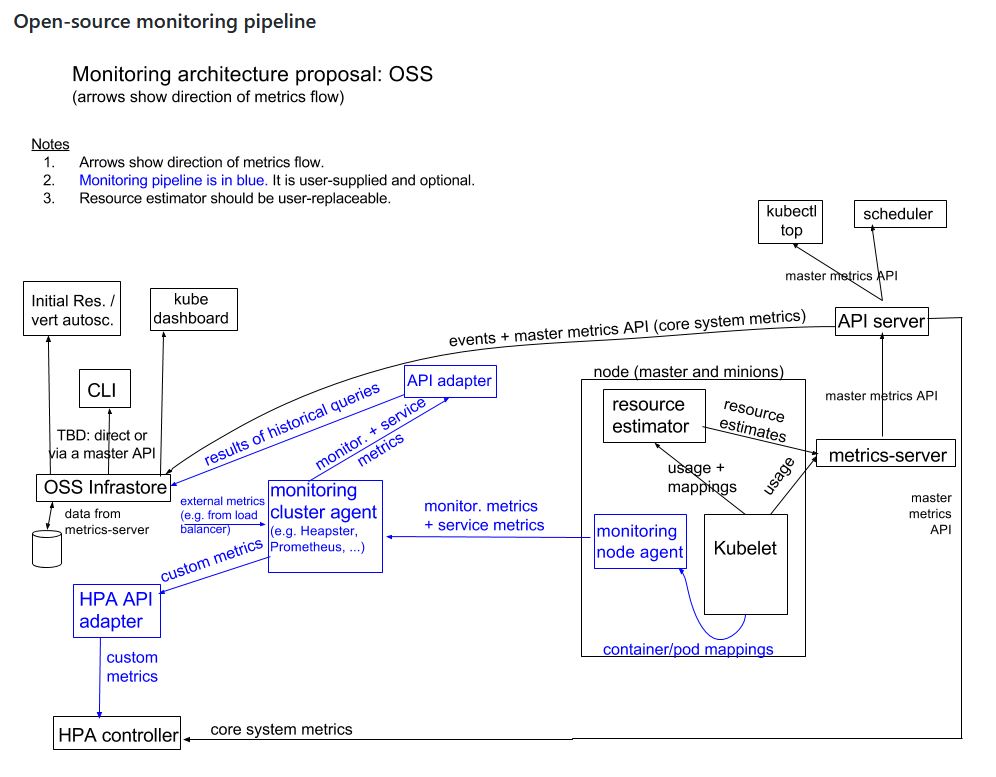 Open-source monitoring pipeline
Monitoring architecture proposal: OSS
(arrows show direction of metrics flow)
Notes
1. Arrows show direction of metrics flow.
2. Monitoring pipeline is in blue. It is user-supplied and optional.
3. Resource estimator should be user-replaceable.
kubectl
top
scheduler
master metrics API
Initial Res. /
vert autosc.
kube
dashboard
API server
events + master metrics API (core system metrics)
CLI
API adapter
node (master and minions)
resource
estimator
resource
estimates
master metrics API
results of historical queries
monitor. + service
metrics
TBD: direct or
via a master API
metrics-server
usage +
mappings
usage
OSS Infrastore
data from
metrics-server
external metrics
(e.g. from load
balancer)
monitoring
cluster agent
(e.g. Heapster,
Prometheus, ...)
monitor. metrics
+ service metrics
monitoring
node agent
Kubelet
master
metrics
API
custom metrics
HPA API
adapter
container/pod mappings
custom
metrics
HPA controller
core system metrics